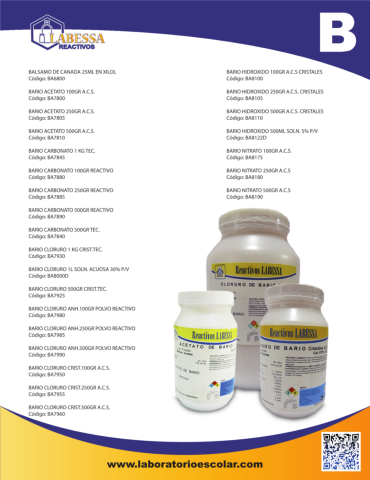 LABESSA
REACTIVOS
B
BALSAMO DE CANADA 25ML EN XILOL
Código: BA6800
BARIO ACETATO 100GR A.C.S.
Código: BA7800
BARIO ACETATO 250GR A.C.S.
Código: BA7805
BARIO ACETATO 500GR A.C.S.
Código: BA7810
BARIO CARBONATO 1 KG TEC.
Código: BA7845
BARIO CARBONATO 100GR REACTIVO
Código: BA7880
BARIO CARBONATO 250GR REACTIVO
Código: BA7885
BARIO CARBONATO 500GR REACTIVO
Código: BA7890
BARIO CARBONATO 500GR TEC.
Código: BA7840
BARIO CLORURO 1 KG CRIST.TEC.
Código: BA7930
BARIO CLORURO 1L SOLN. ACUOSA 30% P/V
Código: BA8000D
BARIO CLORURO 500GR CRIST.TEC.
Código: BA7925
BARIO CLORURO ANH.100GR POLVO REACTIVO
Código: BA7980
BARIO CLORURO ANH.250GR POLVO REACTIVO
Código: BA7985
BARIO CLORURO ANH.500GR POLVO REACTIVO
Código: BA7990
BARIO CLORURO CRIST.100GR A.C.S.
Código: BA7950
BARIO CLORURO CRIST.250GR A.C.S.
Código: BA7955
BARIO CLORURO CRIST.500GR A.C.S.
Código: BA7960
BARIO HIDROXIDO 100GR A.C.S CRISTALES
Código: BA8100
BARIO HIDROXIDO 250GR A.C.S. CRISTALES
Código: BA8105
BARIO HIDROXIDO 500GR A.C.S. CRISTALES
Código: BA8110
BARIO HIDROXIDO 500ML SOLN. 5% P/V
Código: BA8122D
BARIO NITRATO 100GR A.C.S.
Código: BA8175
BARIO NITRATO 250GR A.C.S
Código: BA8180
BARIO NITRATO 500GR A.C.S
Código: BA8190
Reactivos LABESSA
CLORURO DE BARIO
Reactivos LABESSA
ACETATO DE BARIO
Reactivos LABESSA
DE BARIO
www.laboratorioescolar.com